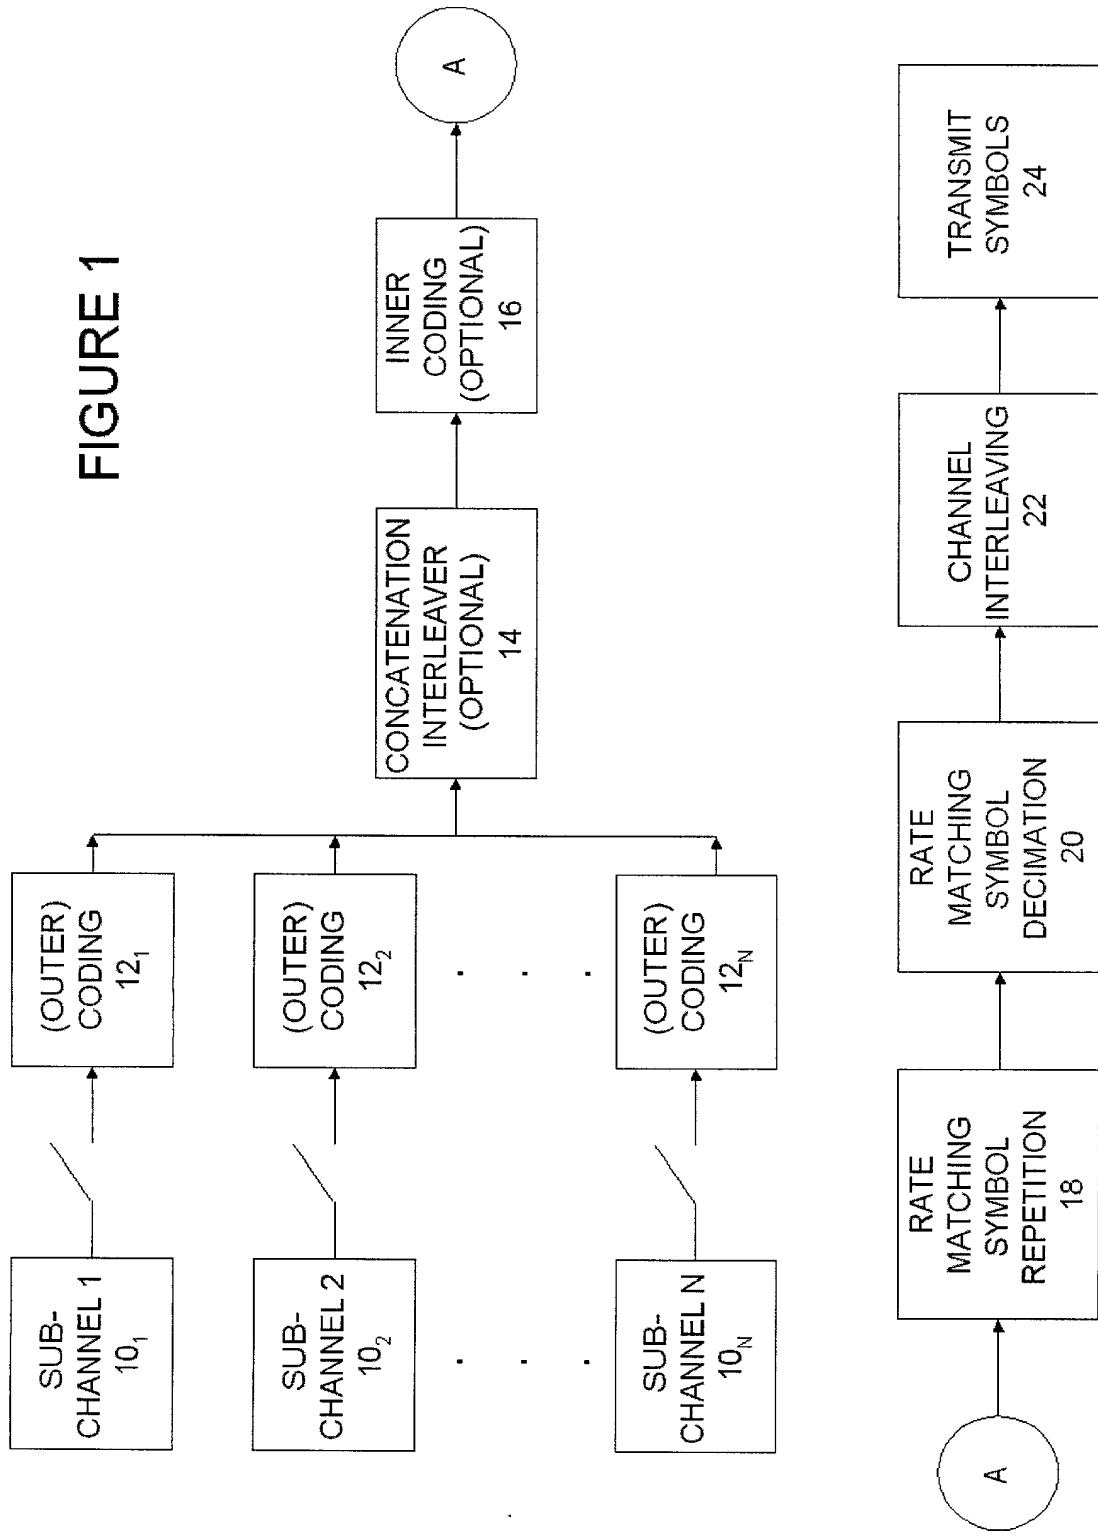 FIGURE 1
SUB-
CHANNEL 1
10₁
(OUTER)
CODING
12₁
SUB-
CHANNEL 2
10₂
(OUTER)
CODING
12₂
. . .
. . .
SUB-
CHANNEL N
10N
(OUTER)
CODING
12N
CONCATENATION
INTERLEAVER
(OPTIONAL)
14
INNER
CODING
(OPTIONAL)
16
A
A
RATE
MATCHING
SYMBOL
REPETITION
18
RATE
MATCHING
SYMBOL
DECIMATION
20
CHANNEL
INTERLEAVING
22
TRANSMIT
SYMBOLS
24